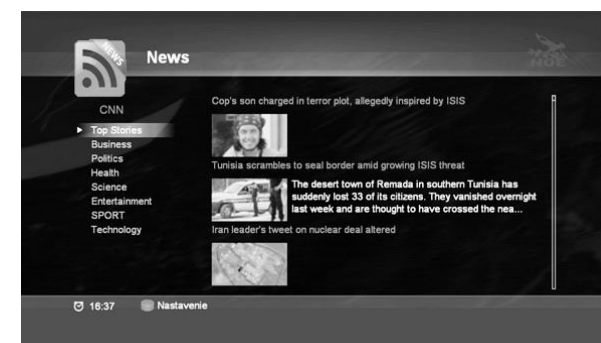 NEWS
News
NOE
CNN
Top Stories
Business
Politics
Health
Science
Entertainment
SPORT
Technology
Cop's son charged in terror plot, allegedly inspired by ISIS
Tunisia scrambles to seal border amid growing ISIS threat
The desert town of Remada in southern Tunisia has
suddenly lost 33 of its citizens. They vanished overnight
last week and are thought to have crossed the nea...
Iran leader's tweet on nuclear deal altered
16:37
Nastavenie